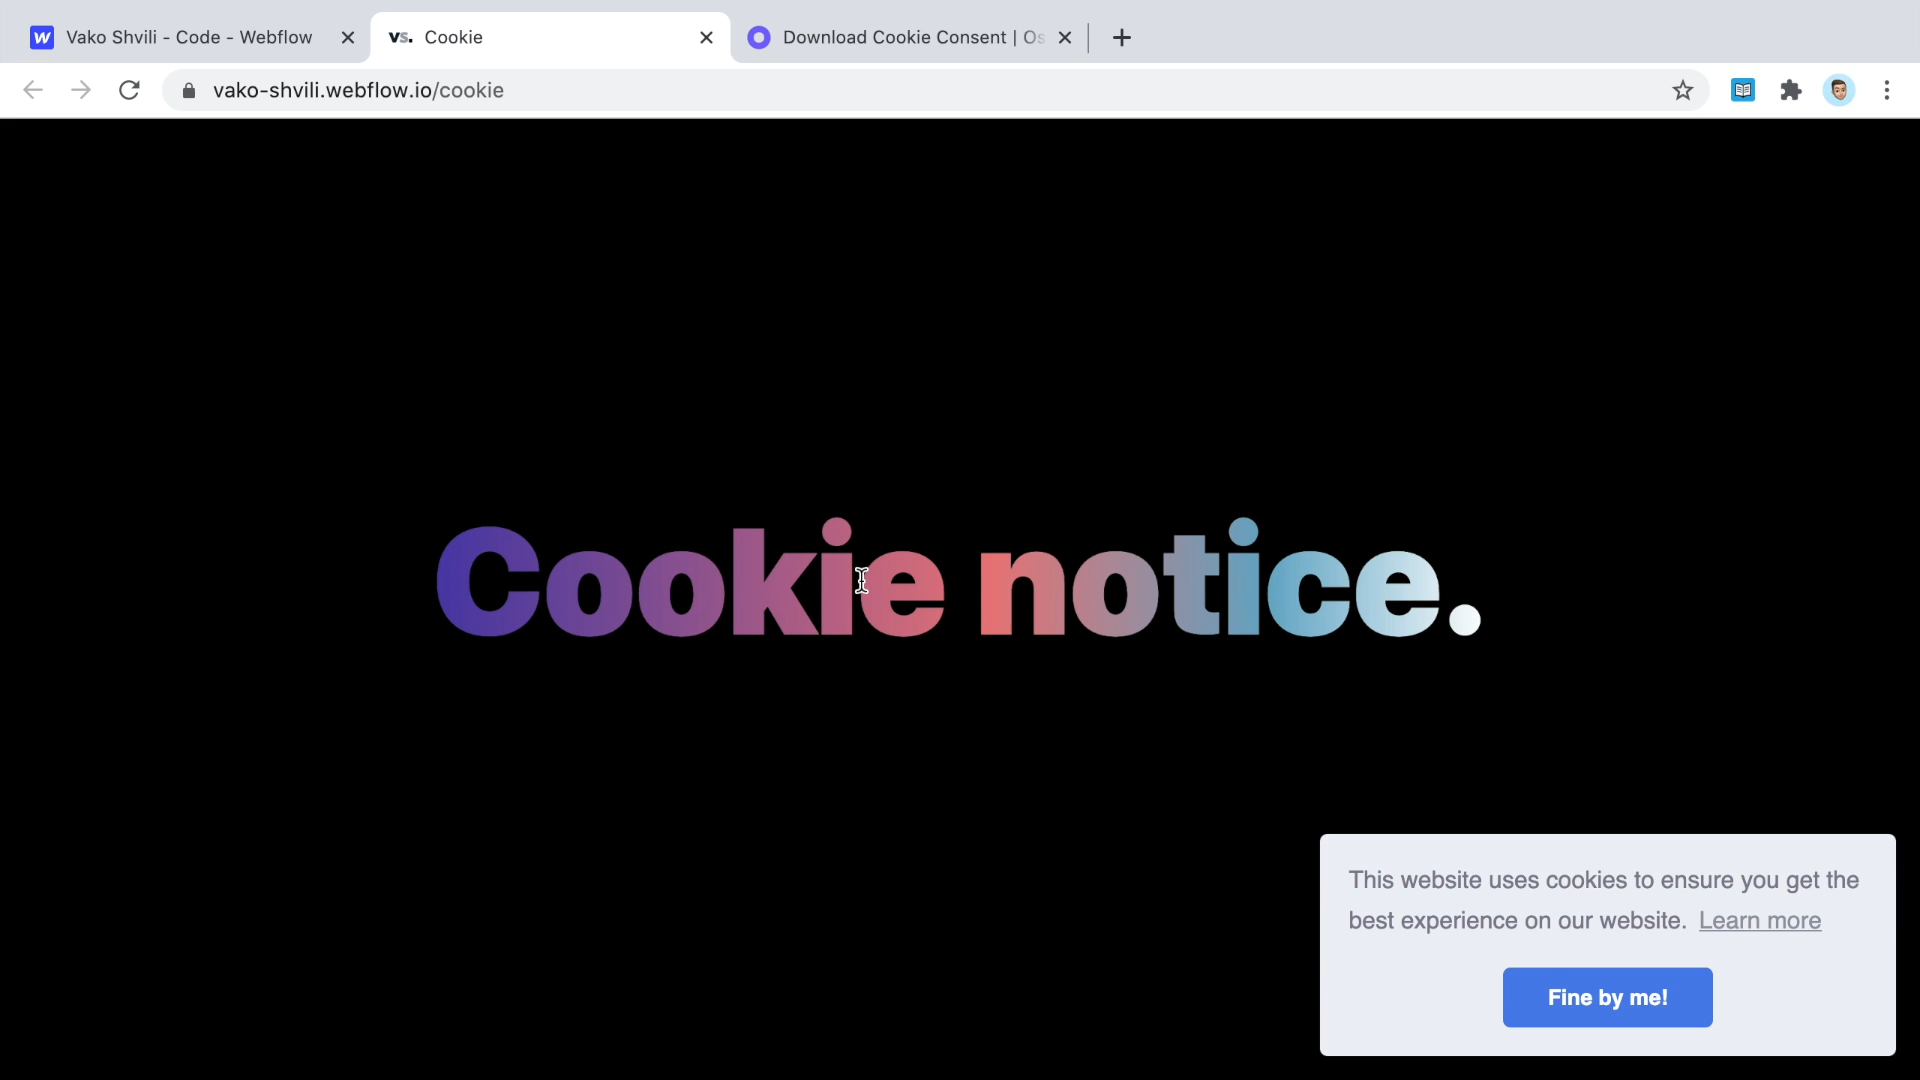 W Vako Shvili - Code - Webflow
vs. Cookie
Download Cookie Consent | Os
vako-shvili.webflow.io/cookie
Cookie notice.
This website uses cookies to ensure you get the
best experience on our website. Learn more
Fine by me!